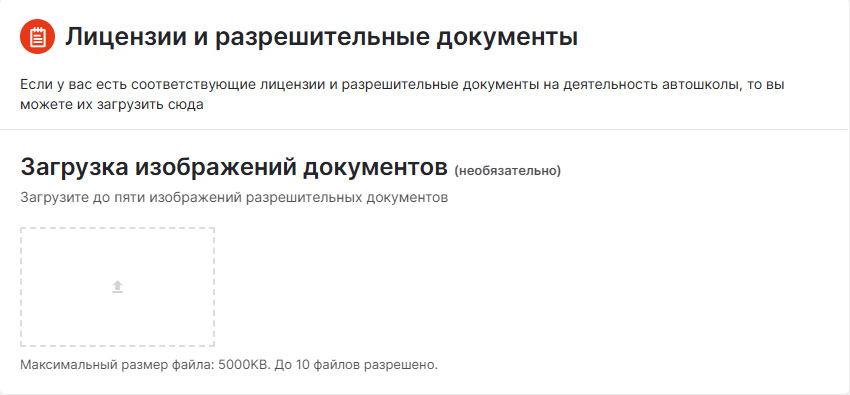 Лицензии и разрешительные документы
Если у вас есть соответствующие лицензии и разрешительные документы на деятельность автошколы, то вы
можете их загрузить сюда
Загрузка изображений документов (необязательно)
Загрузите до пяти изображений разрешительных документов
Максимальный размер файла: 5000KB. До 10 файлов разрешено.